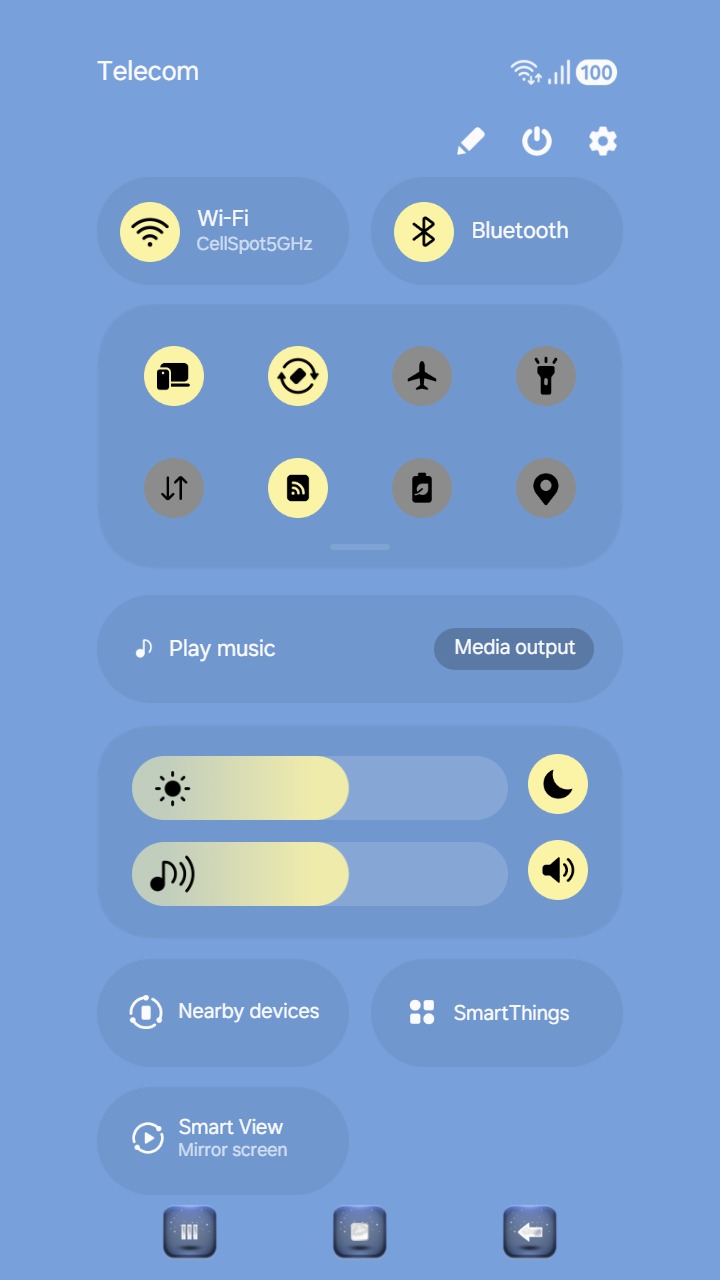 Telecom
100
Wi-Fi
CellSpot5GHz
Bluetooth
Play music
Media output
Nearby devices
SmartThings
Smart View
Mirror screen